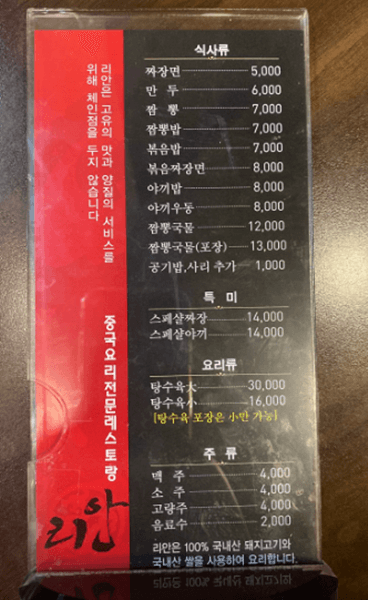 리안은 고유의 맛과 양질의 서비스를
위해 체인점을 두지 않습니다
중국요리전문레스토랑
리안
식사류
짜장면 5,000
만두 6,000
짬뽕 7,000
짬뽕밥 7,000
볶음밥 7,000
볶음짜장면 8,000
야끼밥 8,000
야끼우동 8,000
짬뽕국물 12,000
짬뽕국물(포장) 13,000
공기밥,사리 추가 1,000
특미
스페샬짜장 14,000
스페샬야끼 14,000
요리류
탕수육大 30,000
탕수육小 16,000
[탕수육 포장은 小만 가능]
주류
맥주 4,000
소주 4,000
고량주 4,000
음료수 2,000
리안은 100% 국내산 돼지고기와
국내산 쌀을 사용하여 요리합니다.